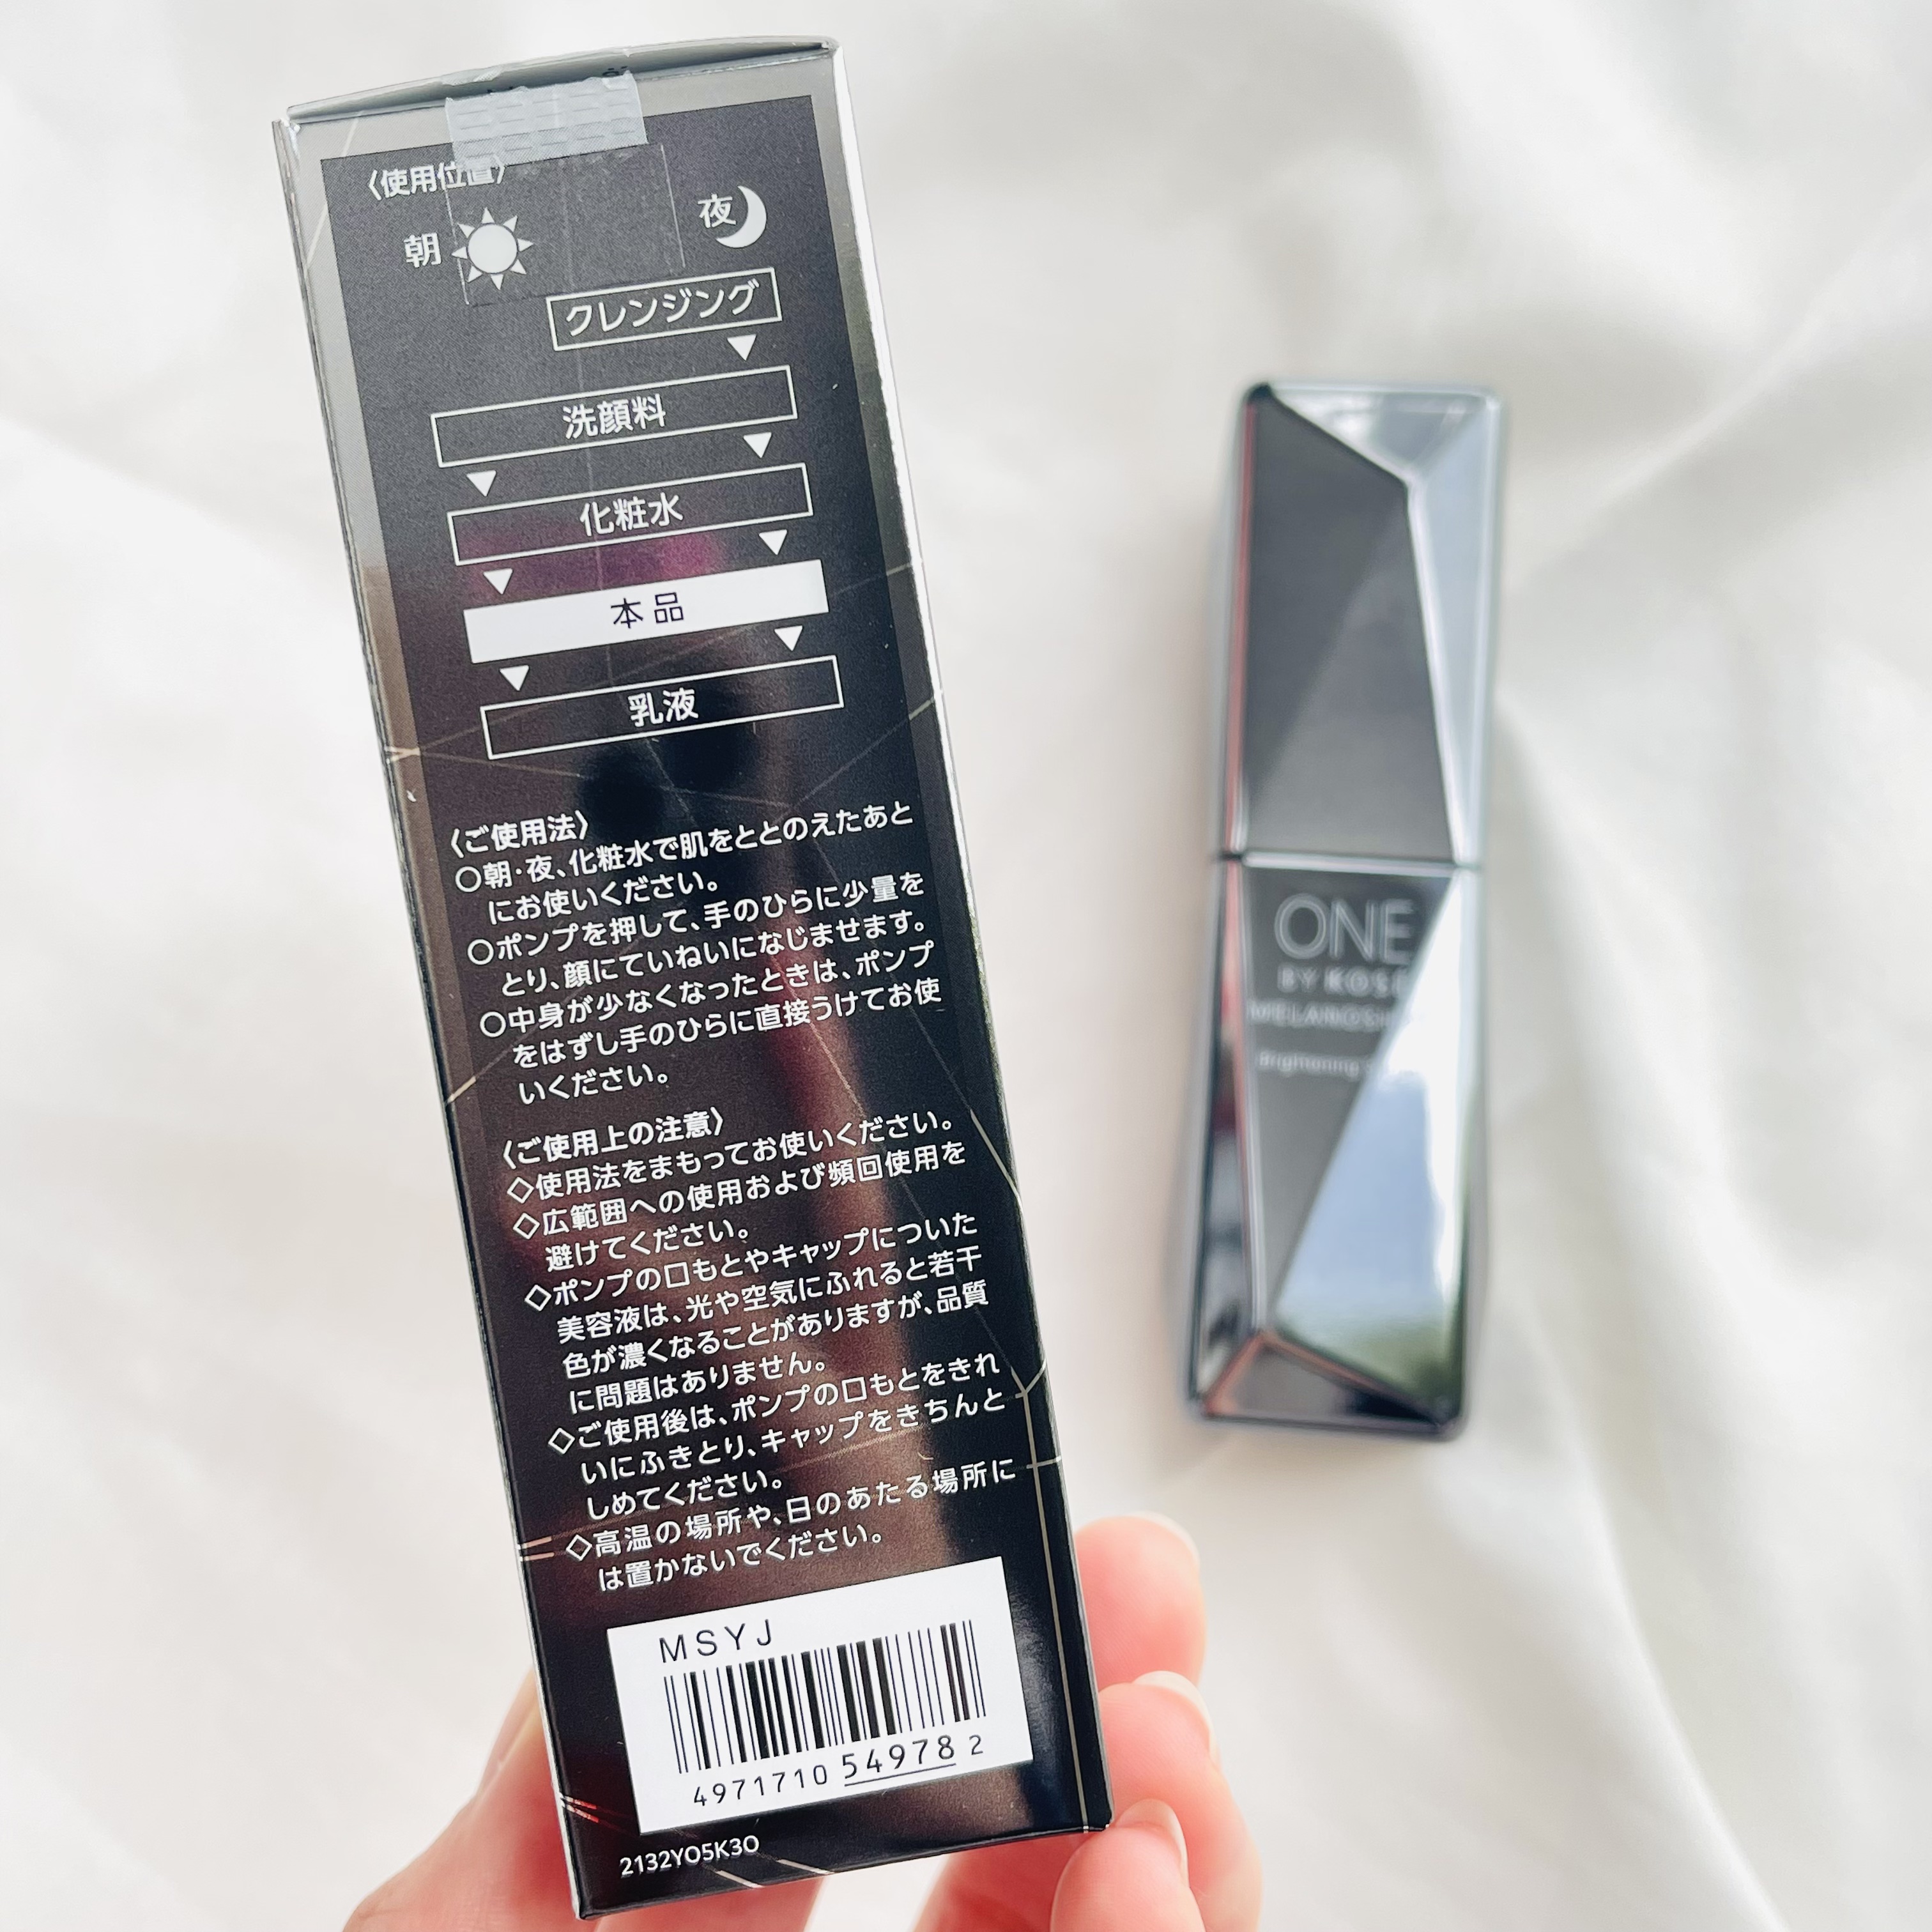 〈使用位置〉
朝
夜
クレンジング
洗顔料
化粧水
本品
乳液
〈ご使用法〉
○朝・夜、化粧水で肌をととのえたあと
にお使いください。
○ポンプを押して、手のひらに少量を
とり、顔にていねいになじませます。
○中身が少なくなったときは、ポンプ
をはずし手のひらに直接うけてお使
いください。
〈ご使用上の注意〉
◇使用法をまもってお使いください。
◇広範囲への使用および頻回使用を
避けてください。
◇ポンプの口もとやキャップについた
美容液は、光や空気にふれると若干
色が濃くなることがありますが、品質
に問題はありません。
◇ご使用後は、ポンプの口もとをきれ
いにふきとり、キャップをきちんと
しめてください。
◇高温の場所や、日のあたる場所に
は置かないでください。
MSYJ
4971710 54978 2
2132YO5K3O
ONE
BY KOSÉ
Brightening